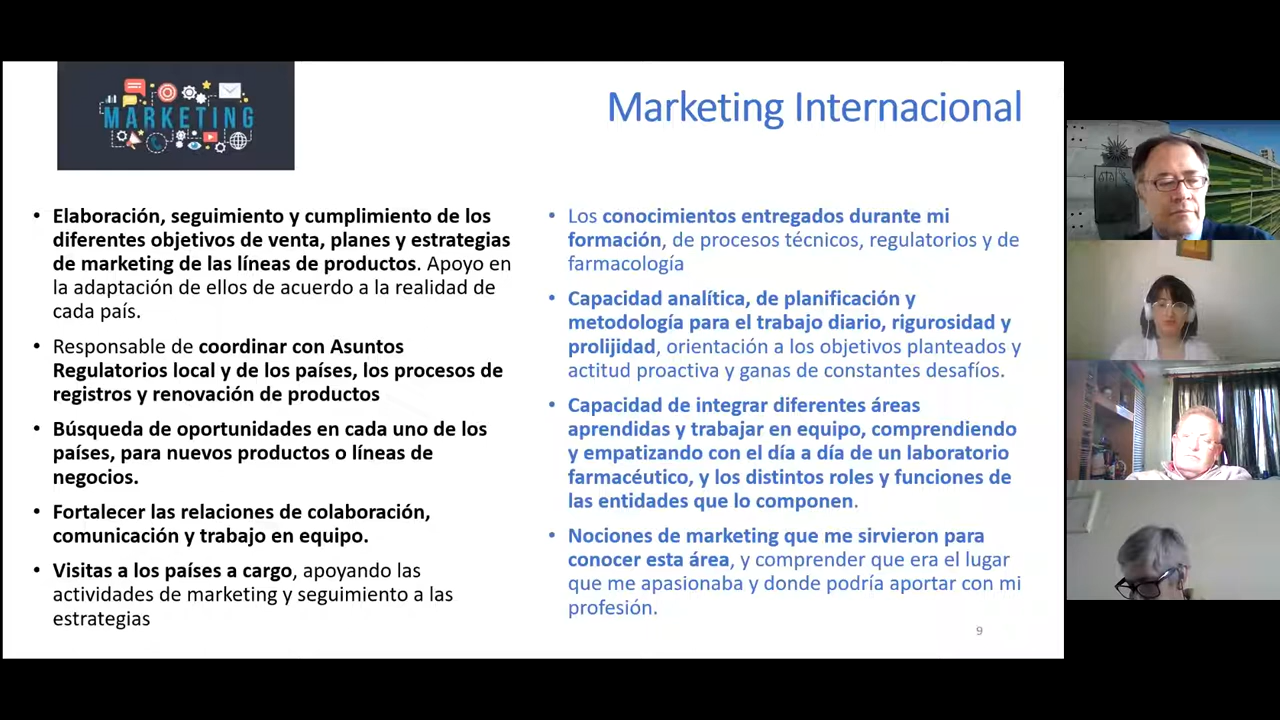 MARKETING
Marketing Internacional
• Elaboración, seguimiento y cumplimiento de los
diferentes objetivos de venta, planes y estrategias
de marketing de las líneas de productos. Apoyo en
la adaptación de ellos de acuerdo a la realidad de
cada país.
• Responsable de coordinar con Asuntos
Regulatorios local y de los países, los procesos de
registros y renovación de productos
• Búsqueda de oportunidades en cada uno de los
países, para nuevos productos o líneas de
negocios.
• Fortalecer las relaciones de colaboración,
comunicación y trabajo en equipo.
• Visitas a los países a cargo, apoyando las
actividades de marketing y seguimiento a las
estrategias
• Los conocimientos entregados durante mi
formación, de procesos técnicos, regulatorios y de
farmacología
• Capacidad analítica, de planificación y
metodología para el trabajo diario, rigurosidad y
prolijidad, orientación a los objetivos planteados y
actitud proactiva y ganas de constantes desafíos.
• Capacidad de integrar diferentes áreas
aprendidas y trabajar en equipo, comprendiendo
y empatizando con el día a día de un laboratorio
farmacéutico, y los distintos roles y funciones de
las entidades que lo componen.
• Nociones de marketing que me sirvieron para
conocer esta área, y comprender que era el lugar
que me apasionaba y donde podría aportar con mi
profesión.
9